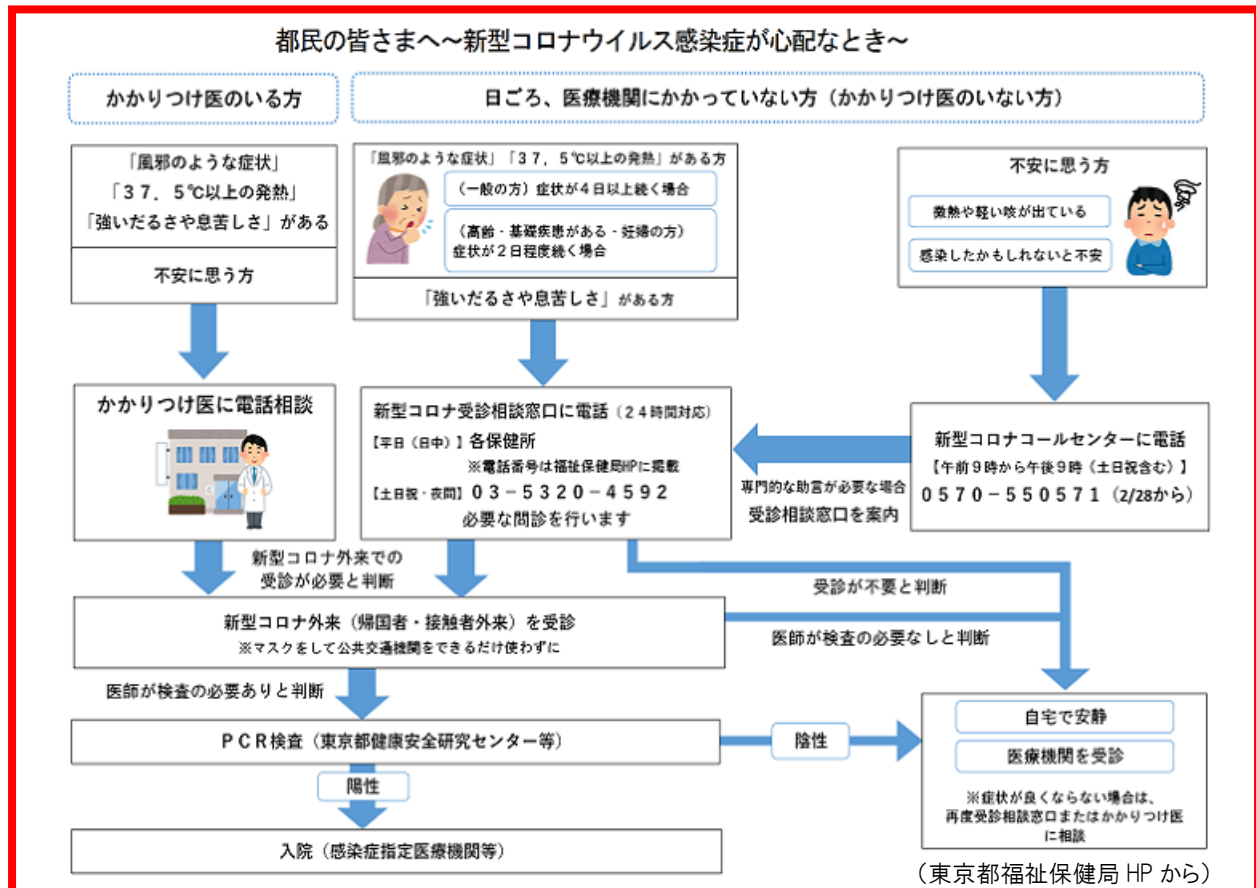 都民の皆さまへ~新型コロナウイルス感染症が心配なとき~
かかりつけ医のいる方
日ごろ、医療機関にかかっていない方(かかりつけ医のいない方)
「風邪のような症状」
「37.5℃以上の発熱」
「強いだるさや息苦しさ」がある
不安に思う方
「風邪のような症状」「37.5℃以上の発熱」がある方
(一般の方)症状が4日以上続く場合
(高齢・基礎疾患がある・妊婦の方)
症状が2日程度続く場合
「強いだるさや息苦しさ」がある方
不安に思う方
微熱や軽い咳が出ている
感染したかもしれないと不安
かかりつけ医に電話相談
新型コロナ受診相談窓口に電話(24時間対応)
【平日(日中)】各保健所
※電話番号は福祉保健局HPに掲載
【土日祝・夜間】03-5320-4592
必要な問診を行います
新型コロナコールセンターに電話
【午前9時から午後9時(土日祝含む)】
0570-550571(2/28から)
専門的な助言が必要な場合
受診相談窓口を案内
新型コロナ外来での
受診が必要と判断
受診が不要と判断
新型コロナ外来(帰国者・接触者外来)を受診
※マスクをして公共交通機関をできるだけ使わずに
医師が検査の必要なしと判断
医師が検査の必要ありと判断
PCR検査(東京都健康安全研究センター等)
陰性
陽性
入院(感染症指定医療機関等)
自宅で安静
医療機関を受診
※症状が良くならない場合は、
再度受診相談窓口またはかかりつけ医
に相談
(東京都福祉保健局 HP から)